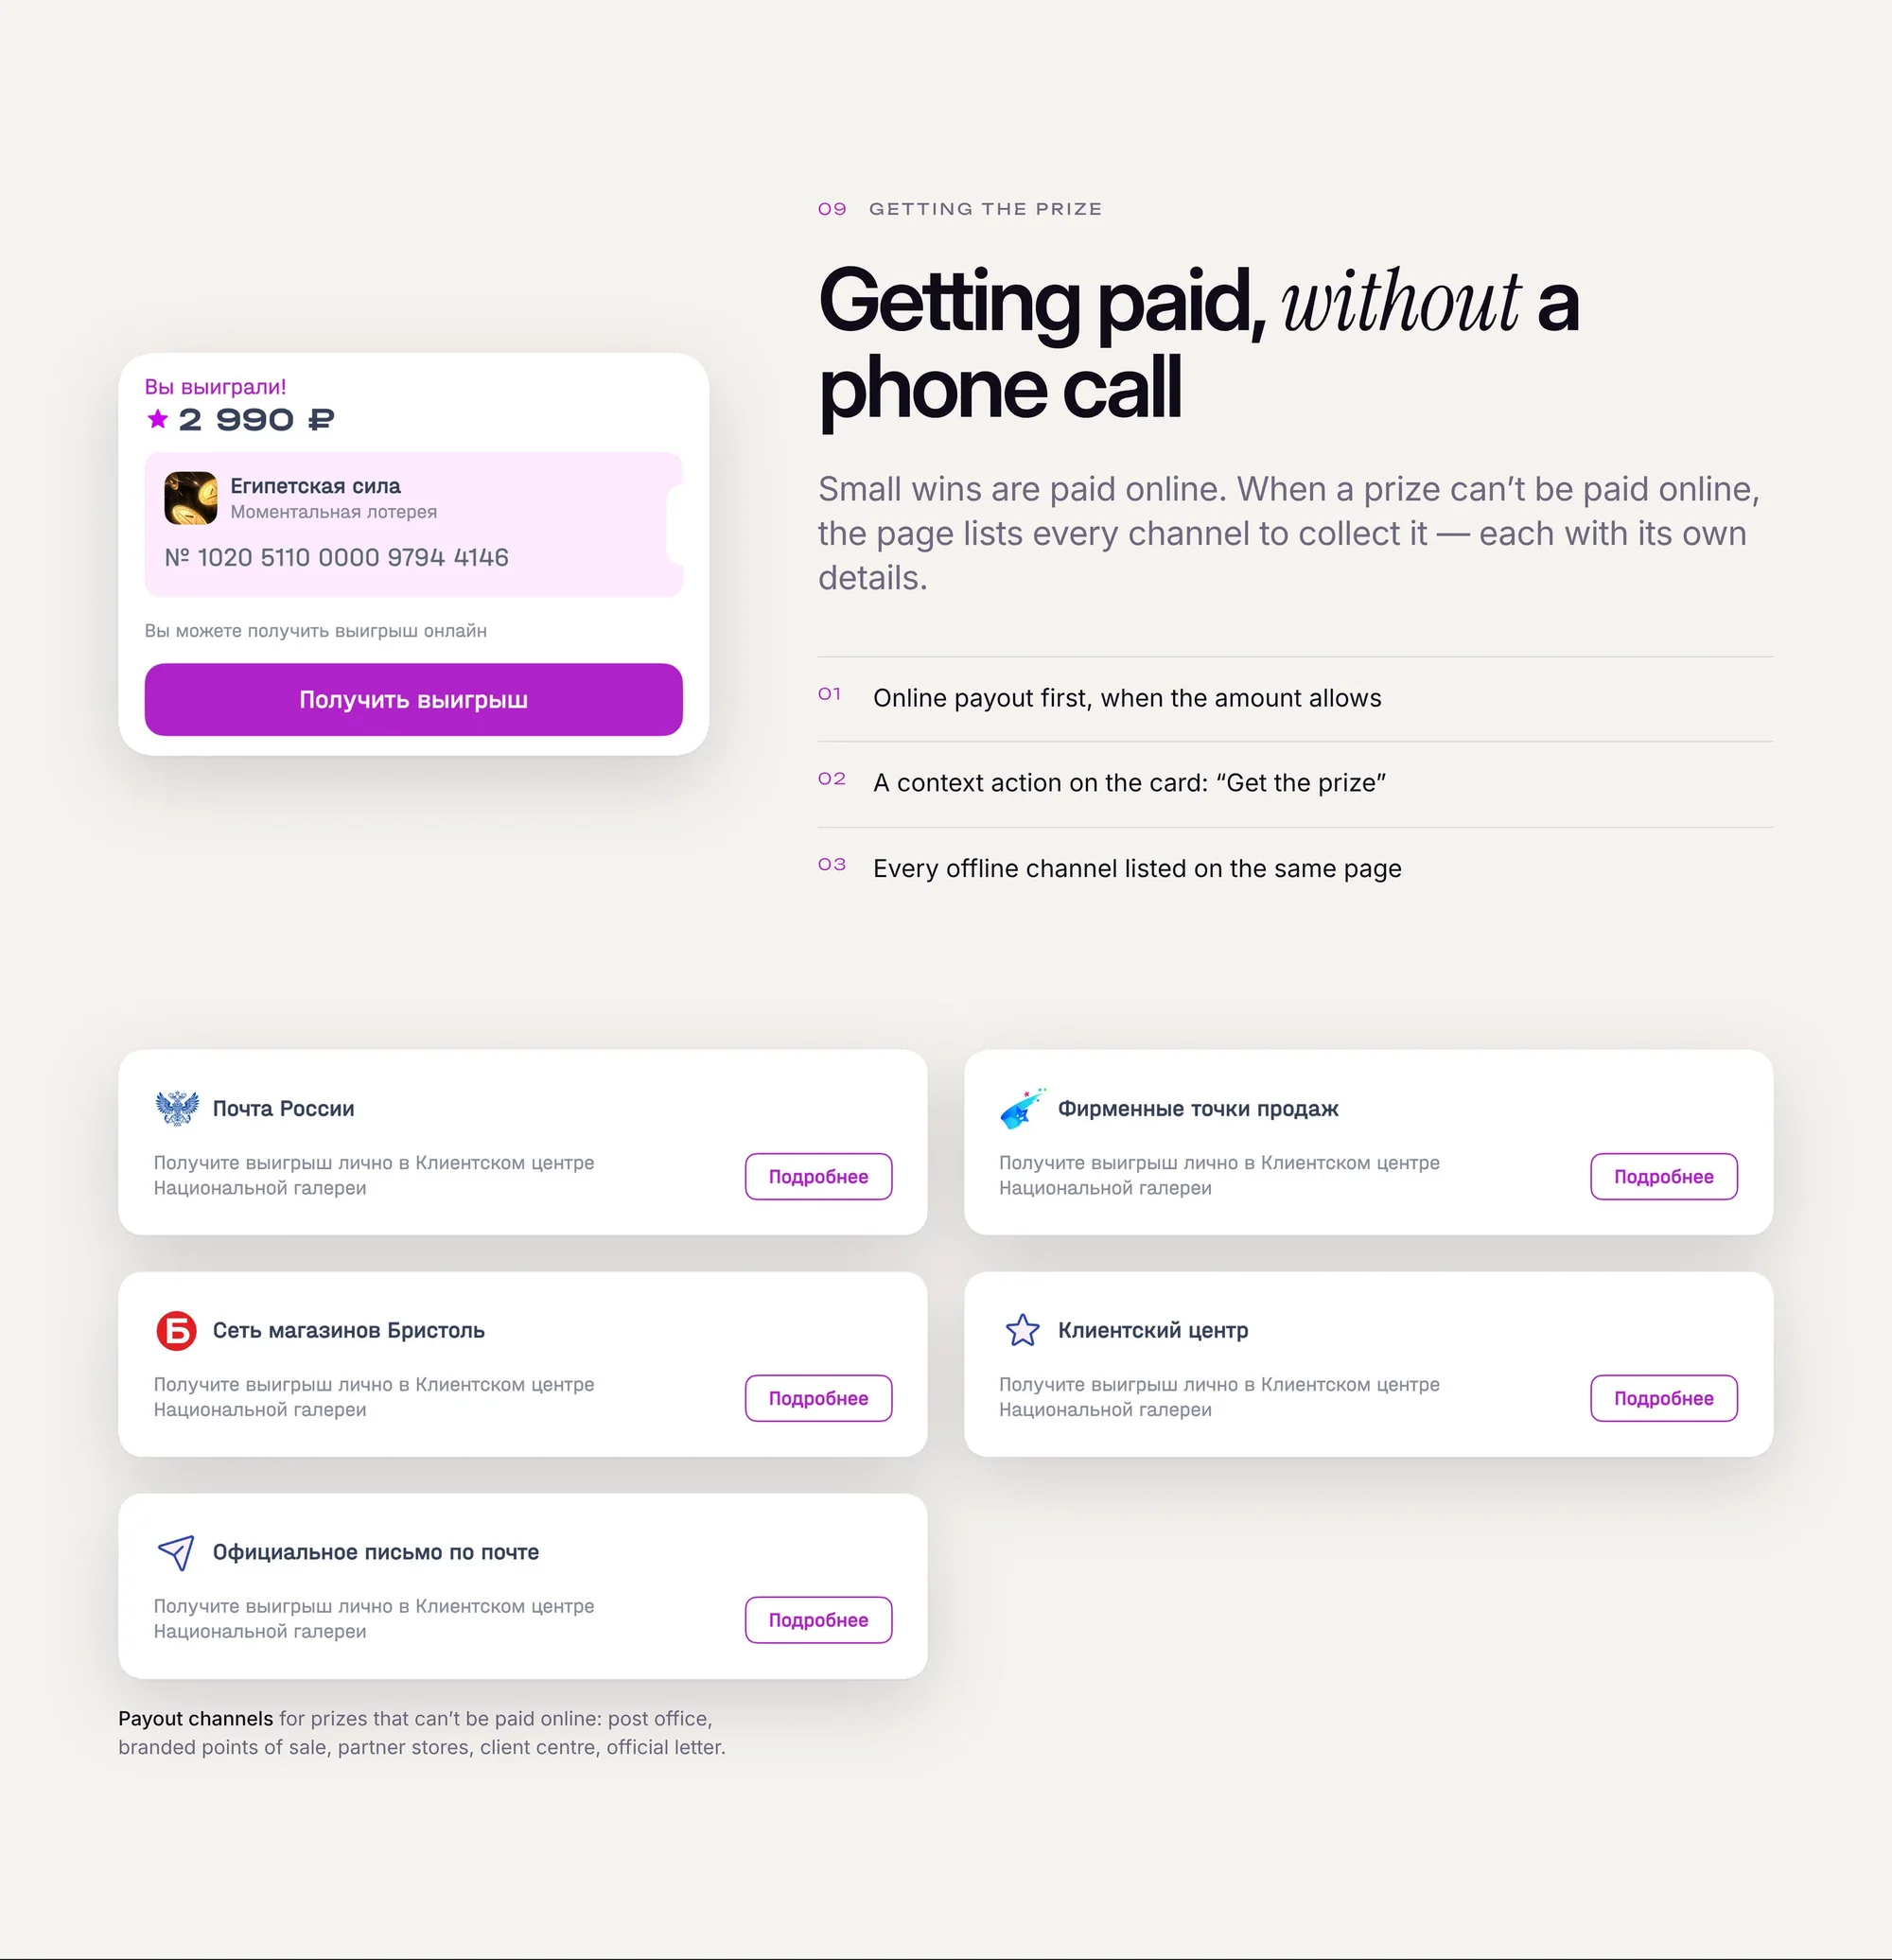 09 GETTING THE PRIZE
Getting paid, without a
phone call
Small wins are paid online. When a prize can’t be paid online,
the page lists every channel to collect it — each with its own
details.
01 Online payout first, when the amount allows
02 A context action on the card: “Get the prize”
03 Every offline channel listed on the same page
Вы выиграли!
2 990 ₽
Египетская сила
Моментальная лотерея
№ 1020 5110 0000 9794 4146
Вы можете получить выигрыш онлайн
Получить выигрыш
Почта России
Получите выигрыш лично в Клиентском центре
Национальной галереи
Подробнее
Фирменные точки продаж
Получите выигрыш лично в Клиентском центре
Национальной галереи
Подробнее
Б Сеть магазинов Бристоль
Получите выигрыш лично в Клиентском центре
Национальной галереи
Подробнее
Клиентский центр
Получите выигрыш лично в Клиентском центре
Национальной галереи
Подробнее
Официальное письмо по почте
Получите выигрыш лично в Клиентском центре
Национальной галереи
Подробнее
Payout channels for prizes that can’t be paid online: post office,
branded points of sale, partner stores, client centre, official letter.